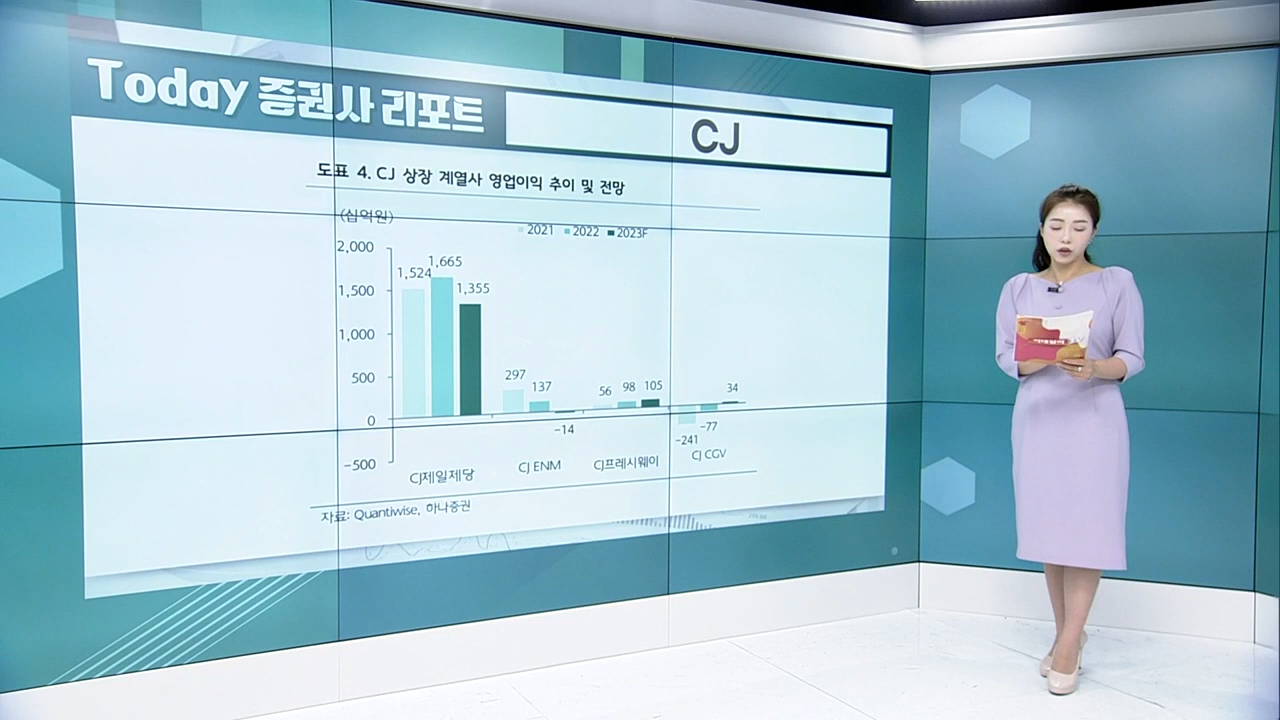 Today 증권사 리포트
CJ
도표 4. CJ 상장 계열사 영업이익 추이 및 전망
(십억원)
2021 2022 2023F
2,000
1,500
1,000
500
0
-500
1,524 1,665 1,355
297 137 -14
56 98 105
-241 -77 34
CJ제일제당 CJ ENM CJ프레시웨이 CJ CGV
자료: Quantiwise, 하나증권